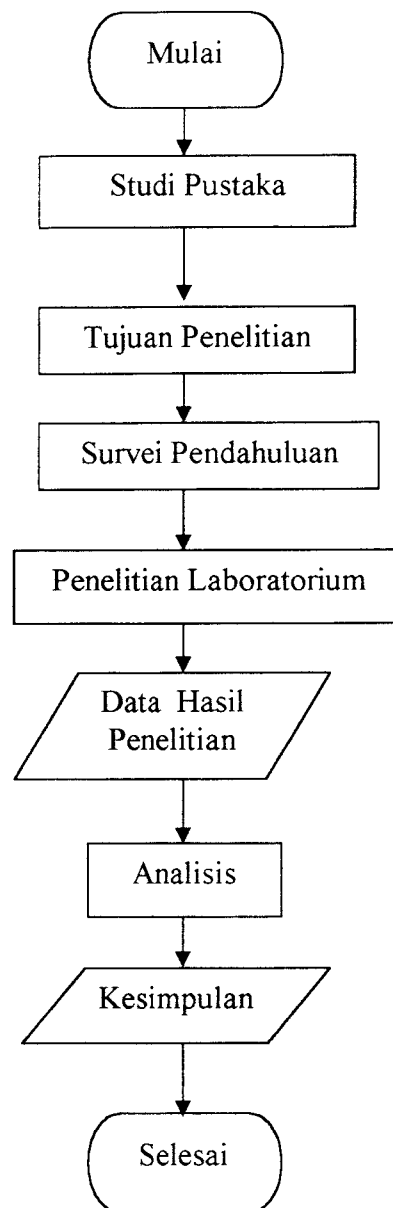 Mulai
Studi Pustaka
Tujuan Penelitian
Survei Pendahuluan
Penelitian Laboratorium
Data Hasil
Penelitian
Analisis
Kesimpulan
Selesai